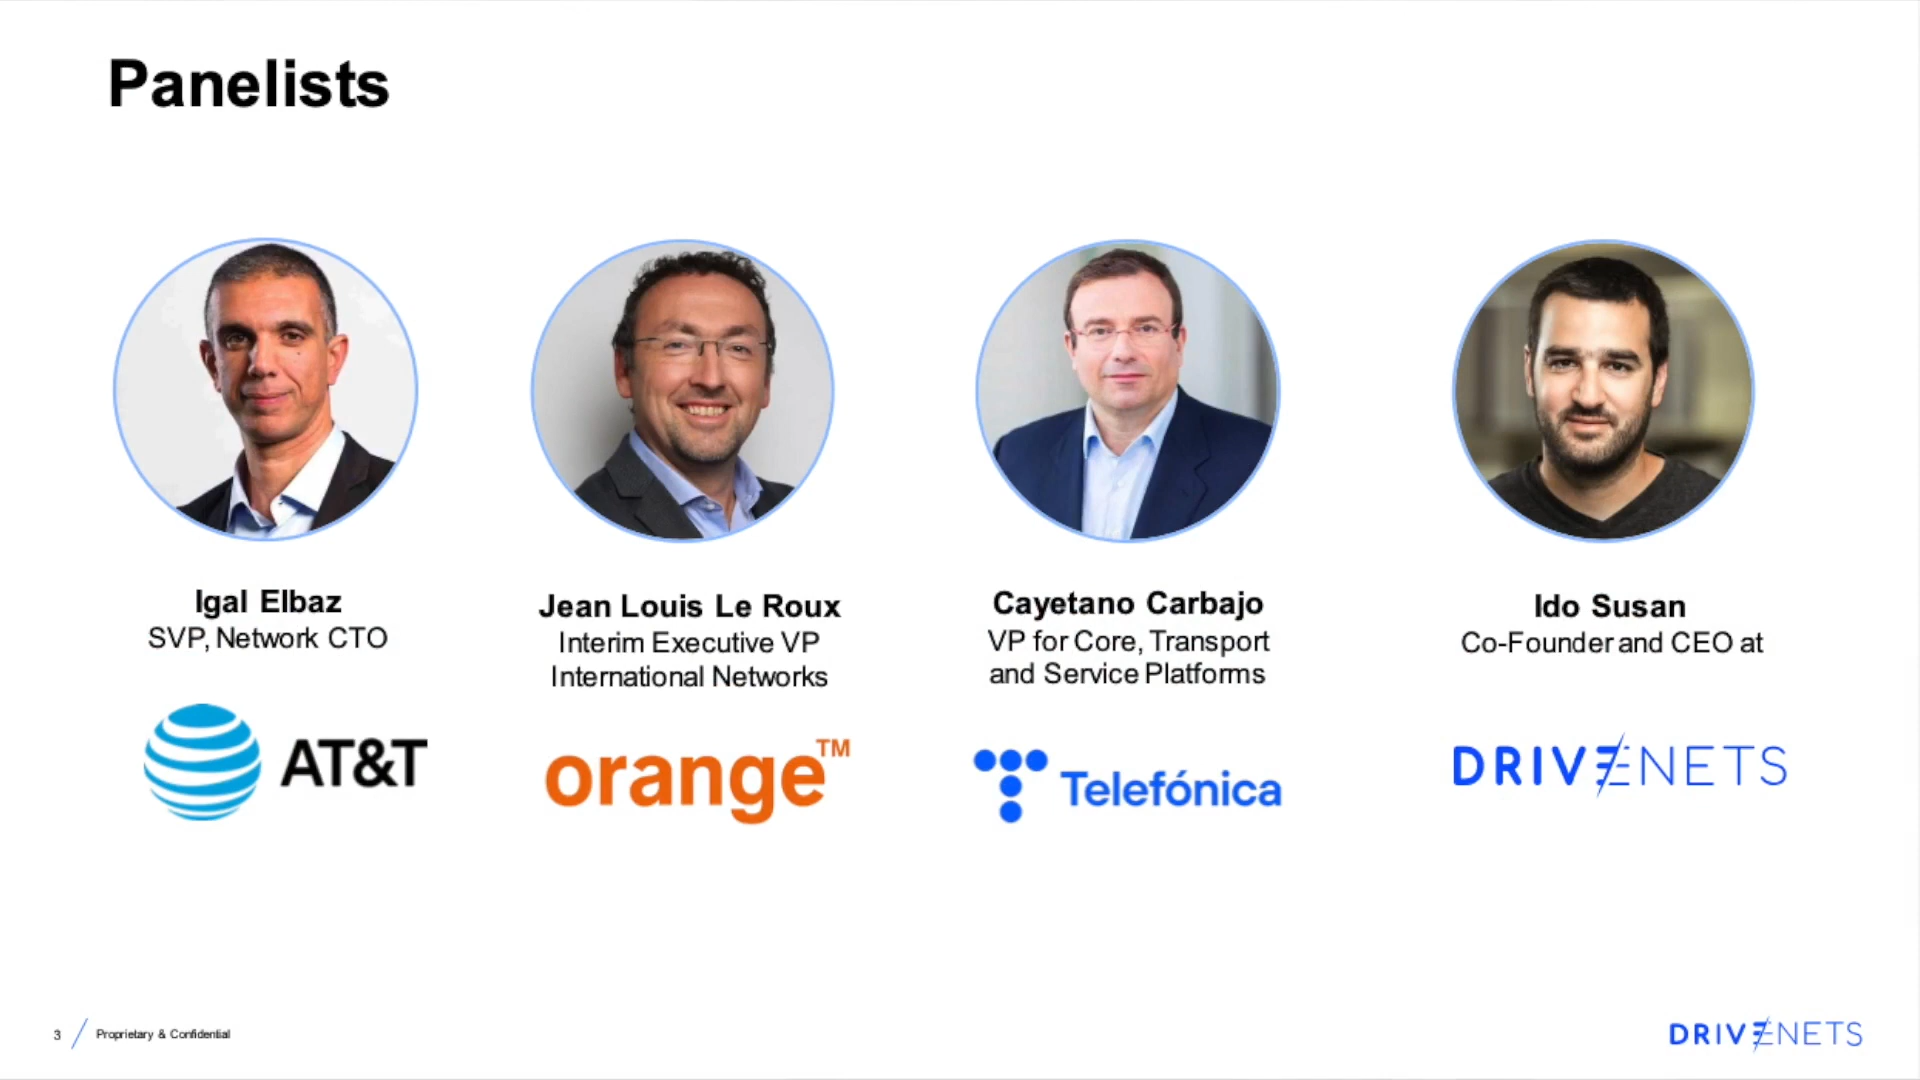 Panelists
Igal Elbaz
SVP, Network CTO
AT&T
Jean Louis Le Roux
Interim Executive VP
International Networks
orange™
Cayetano Carbajo
VP for Core, Transport
and Service Platforms
Telefónica
Ido Susan
Co-Founder and CEO at
DRIVENETS
3
Proprietary & Confidential
DRIVENETS